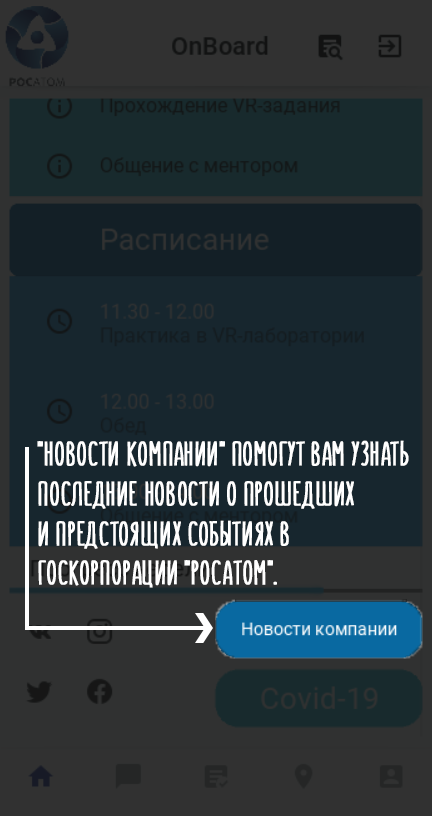 РОСАТОМ
OnBoard
Прохождение VR-задания
Общение с ментором
Расписание
11.30 - 12.00
Практика в VR-лаборатории
12.00 - 13.00
Обед
"НОВОСТИ КОМПАНИИ" ПОМОГУТ ВАМ УЗНАТЬ
ПОСЛЕДНИЕ НОВОСТИ О ПРОШЕДШИХ
И ПРЕДСТОЯЩИХ СОБЫТИЯХ В
ГОСКОРПОРАЦИИ "РОСАТОМ".
Новости компании
Covid-19